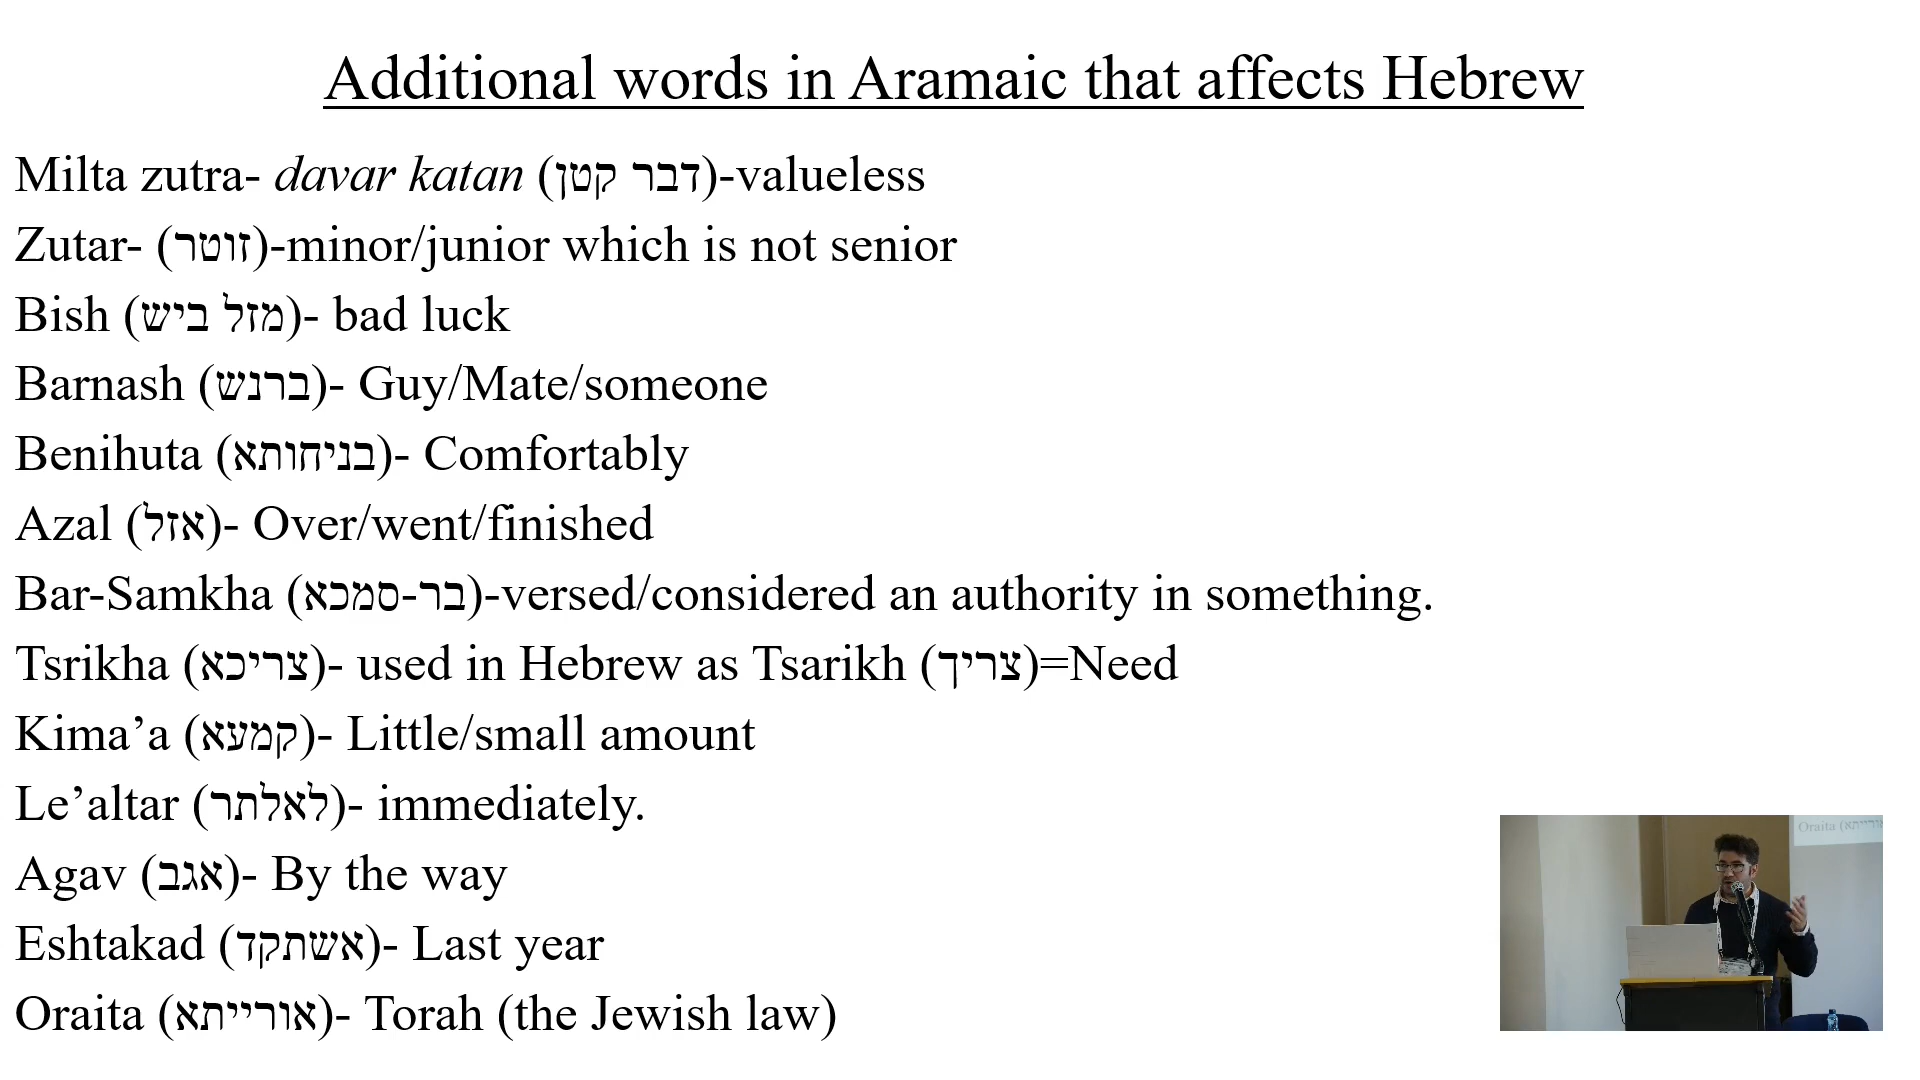 Additional words in Aramaic that affects Hebrew
Milta zutra- davar katan (דבר קטן)-valueless
Zutar- (זוטר)-minor/junior which is not senior
Bish (מזל ביש)- bad luck
Barnash (ברנש)- Guy/Mate/someone
Benihuta (בניחותא)- Comfortably
Azal (אזל)- Over/went/finished
Bar-Samkha (בר-סמכא)-versed/considered an authority in something.
Tsrikha (צריכא)- used in Hebrew as Tsarikh (צריך)=Need
Kima’a (קמעא)- Little/small amount
Le’altar (לאלתר)- immediately.
Agav (אגב)- By the way
Eshtakad (אשתקד)- Last year
Oraita (אורייתא)- Torah (the Jewish law)
Oraita